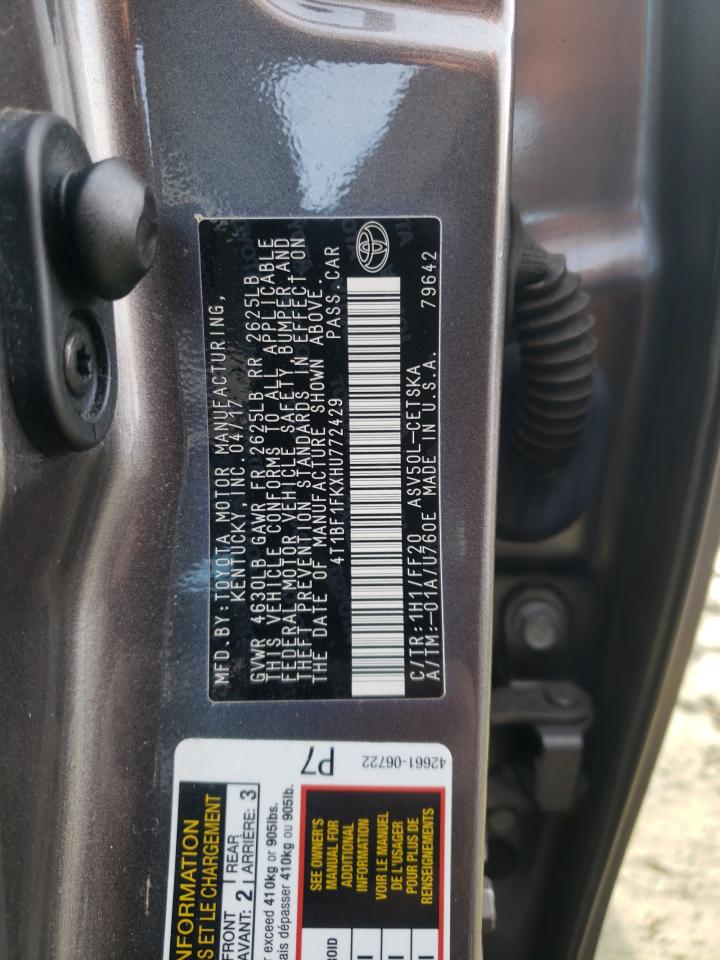 MFD.BY:TOYOTA MOTOR MANUFACTURING,
KENTUCKY,INC. 04/17
GVWR 4630LB GAWR FR 2625LB RR 2625LB
THIS VEHICLE CONFORMS TO ALL APPLICABLE
FEDERAL MOTOR VEHICLE SAFETY, BUMPER, AND
THEFT PREVENTION STANDARDS IN EFFECT ON
THE DATE OF MANUFACTURE SHOWN ABOVE.
4T1BF1FKXHU772429 PASS.CAR
C/TR:1H1/FF20 ASV50L-CETSKA
A/TM:-01A/U760E MADE IN U.S.A. 79642
P7
42661-06722
INFORMATION
S ET LE CHARGEMENT
FRONT
AVANT: 2
REAR
ARRIÈRE: 3
exceed 410kg or 905lbs.
ais dépasser 410kg ou 905lb.
SEE OWNER'S
MANUAL FOR
ADDITIONAL
INFORMATION
VOIR LE MANUEL
DE L'USAGER
POUR PLUS DE
RENSEIGNEMENTS